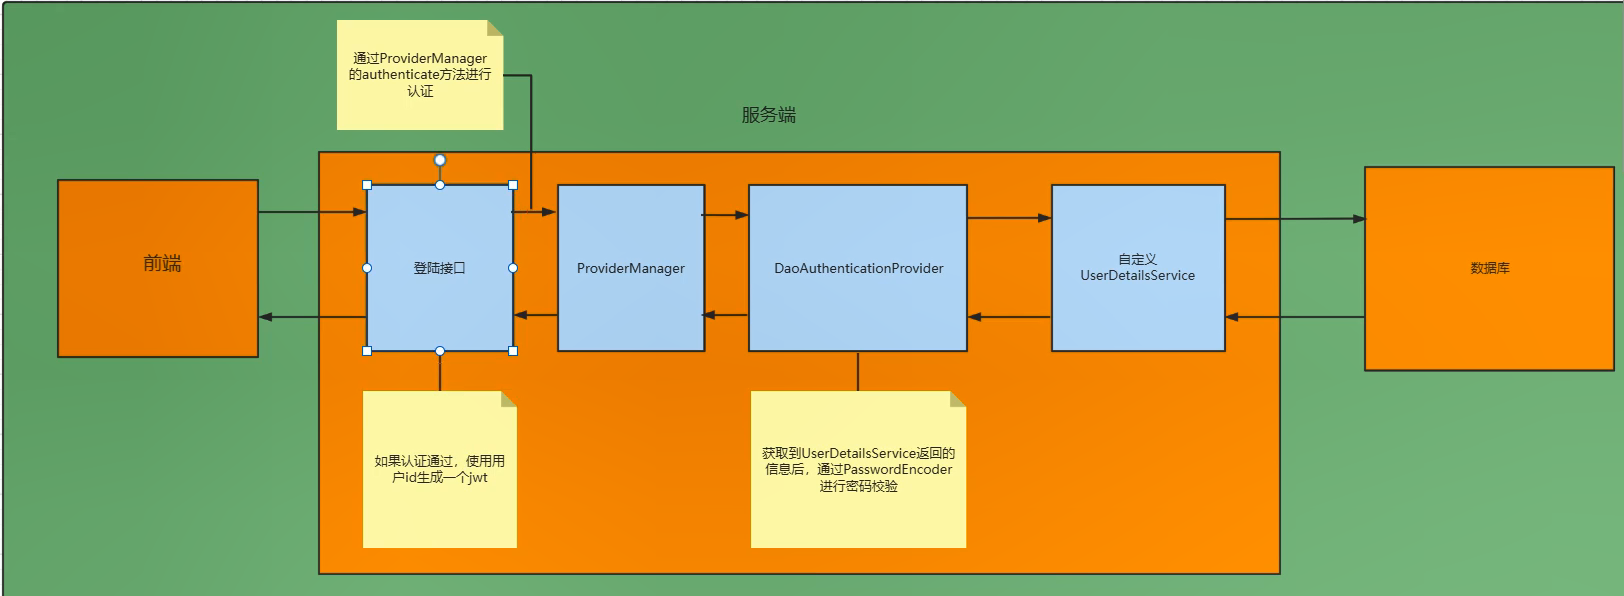 通过ProviderManager
的authenticate方法进行
认证
服务端
前端
登陆接口
ProviderManager
DaoAuthenticationProvider
自定义
UserDetailsService
数据库
如果认证通过，使用用
户id生成一个jwt
获取到UserDetailsService返回的
信息后，通过PasswordEncoder
进行密码校验